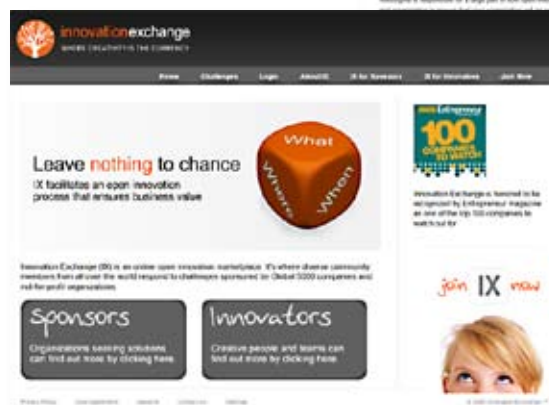 innovationexchange
WHERE CREATIVITY IS THE CURRENCY
Home Challenges Login About IX IX for Sponsors IX for Innovators Join Now
Leave nothing to chance
IX facilitates an open innovation
process that ensures business value
What
Where
When
Entrepreneur
100
COMPANIES
TO WATCH
Innovation Exchange is honored to be
recognized by Entrepreneur magazine
as one of the top 100 companies to
watch out for
Innovation Exchange (IX) is an online open innovation marketplace. It's where diverse community
members from all over the world respond to challenges sponsored by Global 5000 companies and
not-for-profit organizations.
Sponsors
Organizations seeking solutions
can find out more by clicking here
Innovators
Creative people and teams can
find out more by clicking here
join IX now
Privacy Policy